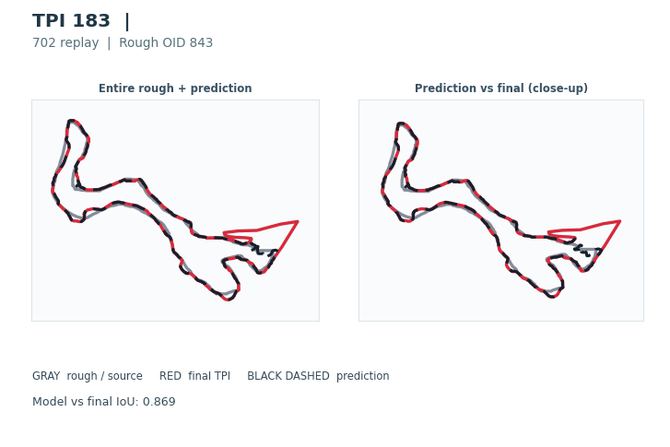 TPI 183 |
702 replay | Rough OID 843
Entire rough + prediction
Prediction vs final (close-up)
GRAY rough / source RED final TPI BLACK DASHED prediction
Model vs final IoU: 0.869